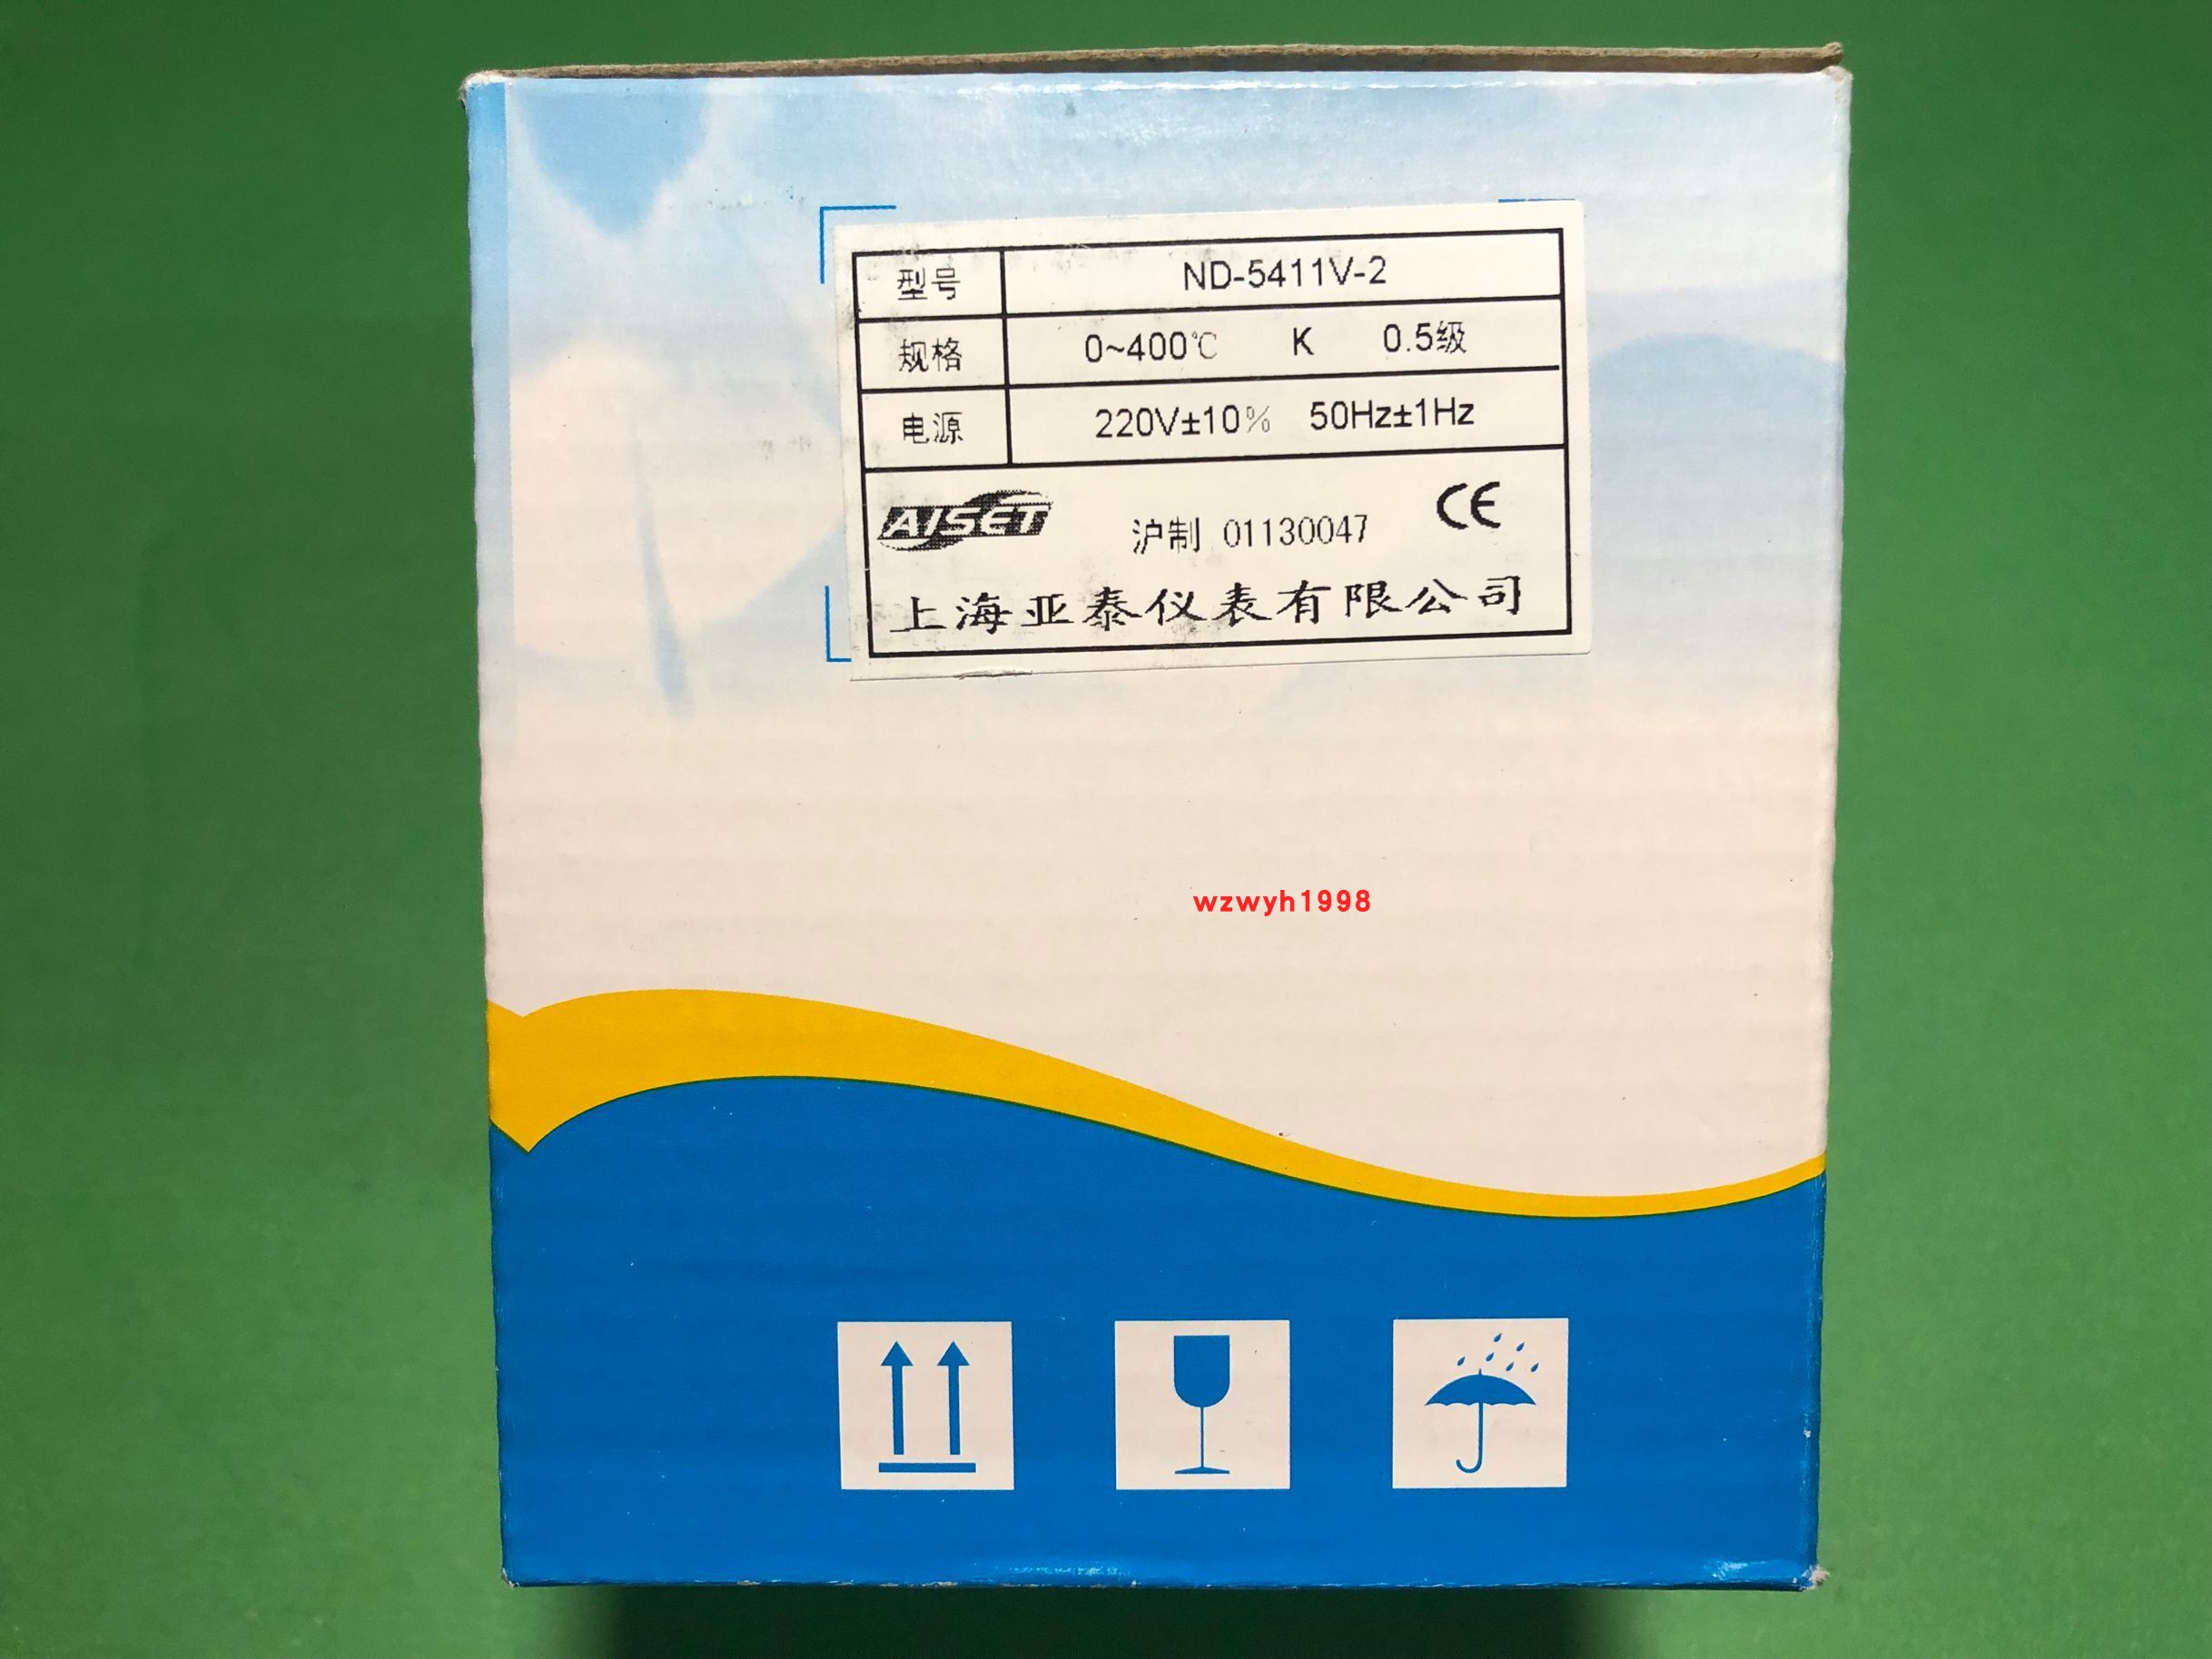 型号 ND-5411V-2
规格 0~400℃ K 0.5级
电源 220V±10% 50Hz±1Hz
AISET 沪制 01130047 CE
上海亚泰仪表有限公司
wzwyh1998